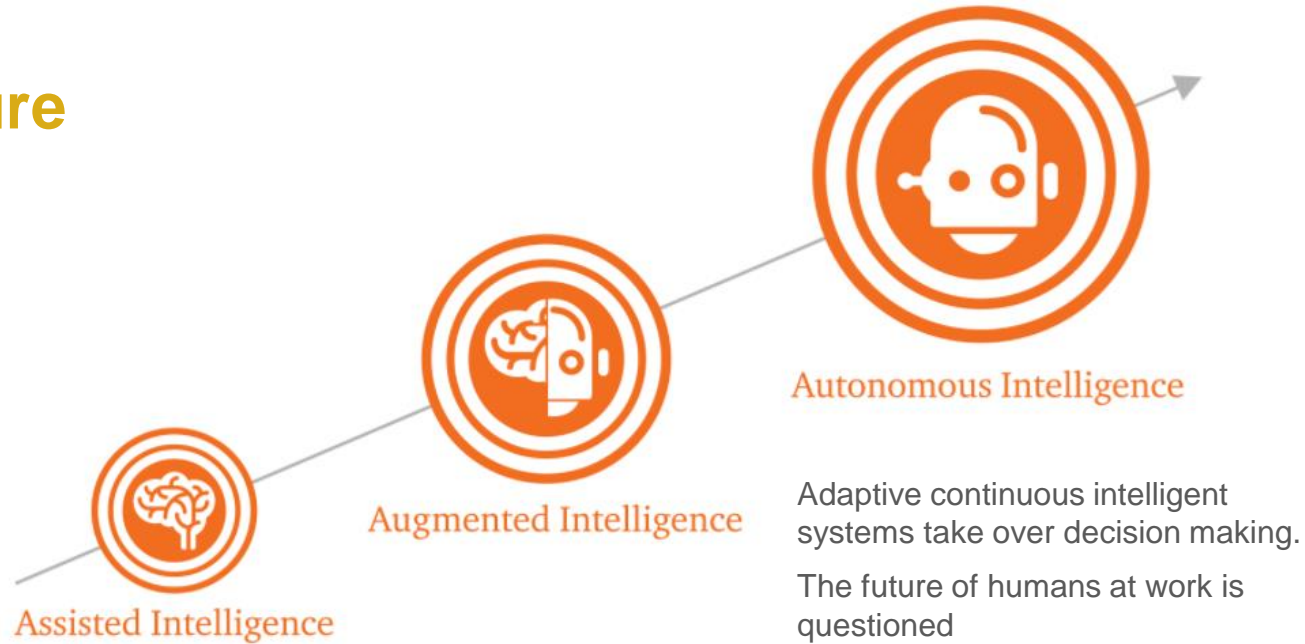 ure
Autonomous Intelligence
Augmented Intelligence
Adaptive continuous intelligent
systems take over decision making.
The future of humans at work is
questioned
Assisted Intelligence